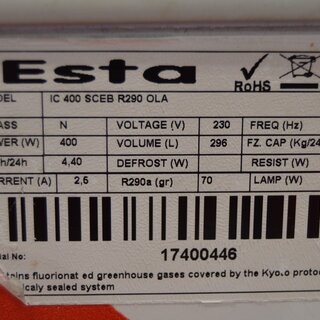 Esta
RoHS
DEL IC 400 SCEB R290 OLA
ASS N VOLTAGE (V) 230 FREQ (Hz)
WER (W) 400 VOLUME (L) 296 FZ. CAP (Kg/24
h/24h 4,40 DEFROST (W) RESIST (W)
RRENT (A) 2,5 R290a (gr) 70 LAMP (W)
ial No: 17400446
tains fluorionat ed greenhouse gases covered by the Kyo.o protoc
icaly sealed system